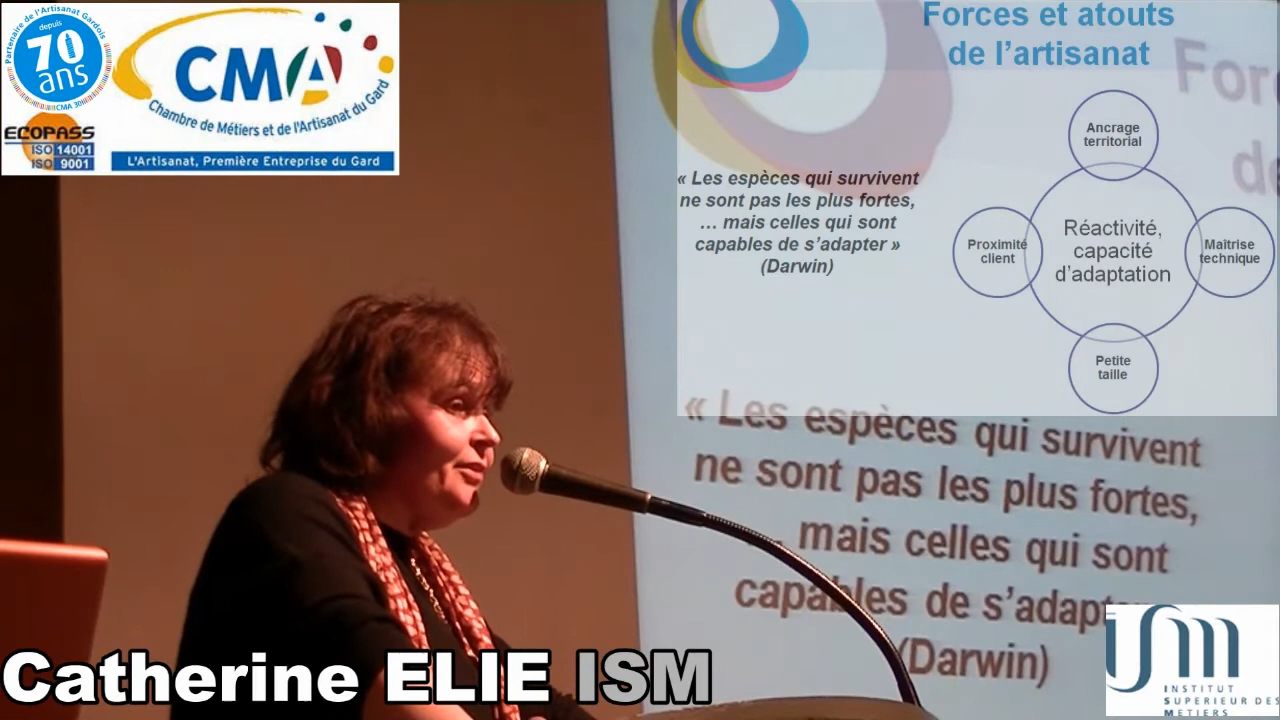 Partenaire de l'Artisanat Gardois
depuis
70
ans
CMA 30
ECOPASS
ISO 14001
ISO 9001
CMA
Chambre de Métiers et de l'Artisanat du Gard
L'Artisanat, Première Entreprise du Gard
Forces et atouts
de l'artisanat
« Les espèces qui survivent
ne sont pas les plus fortes,
… mais celles qui sont
capables de s'adapter »
(Darwin)
Ancrage
territorial
Proximité
client
Réactivité,
capacité
d'adaptation
Maîtrise
technique
Petite
taille
For
de
« Les espèces qui survivent
ne sont pas les plus fortes,
mais celles qui sont
capables de s'adapt
(Darwin)
Catherine ELIE ISM
ism
INSTITUT
SUPERIEUR DES
METIERS